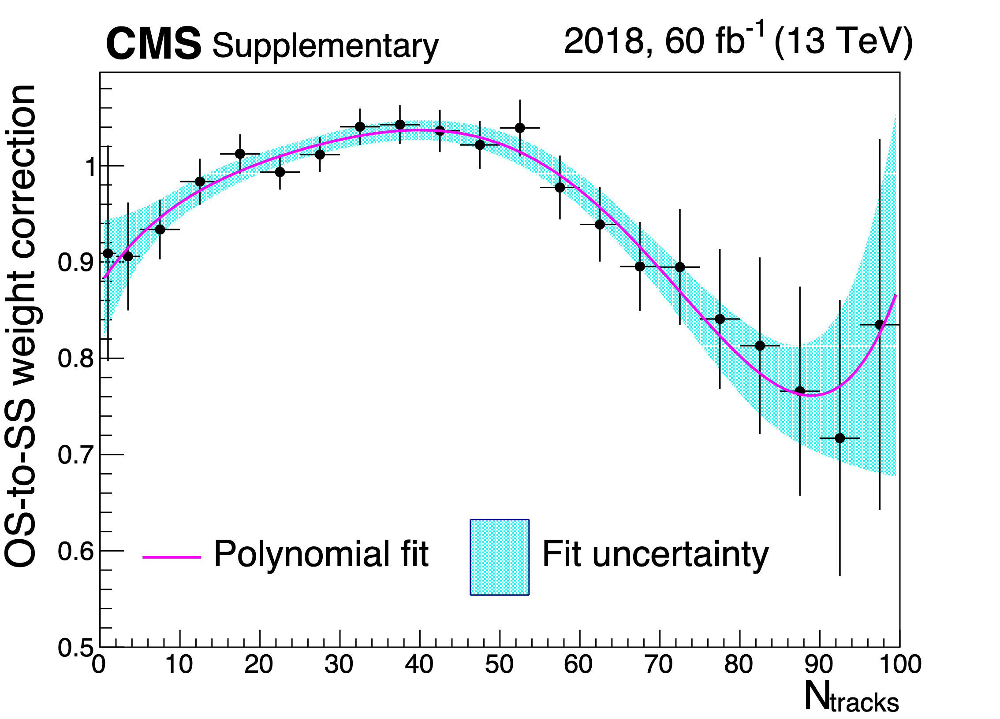 CMS Supplementary 2018, 60 fb⁻¹ (13 TeV)
OS-to-SS weight correction
1
0.9
0.8
0.7
0.6
0.5
Polynomial fit Fit uncertainty
0 10 20 30 40 50 60 70 80 90 100
Ntracks